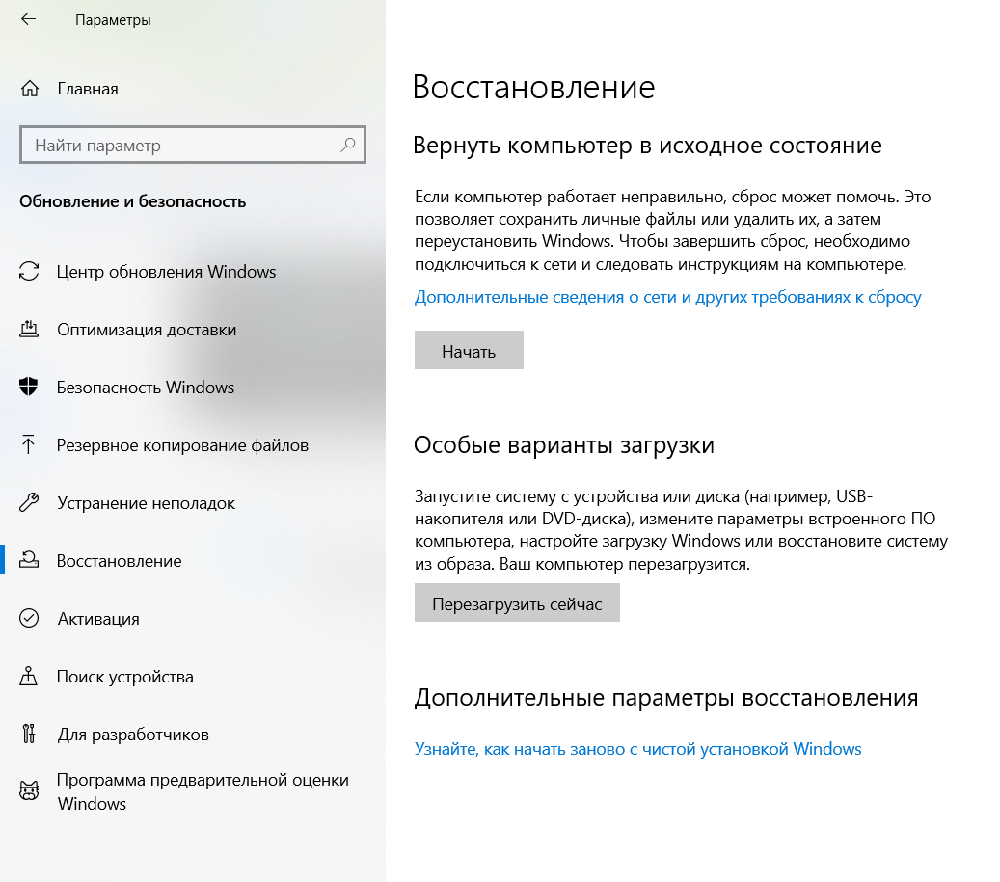 Параметры
Главная
Найти параметр
Обновление и безопасность
Центр обновления Windows
Оптимизация доставки
Безопасность Windows
Резервное копирование файлов
Устранение неполадок
Восстановление
Активация
Поиск устройства
Для разработчиков
Программа предварительной оценки
Windows
Восстановление
Вернуть компьютер в исходное состояние
Если компьютер работает неправильно, сброс может помочь. Это
позволяет сохранить личные файлы или удалить их, а затем
переустановить Windows. Чтобы завершить сброс, необходимо
подключиться к сети и следовать инструкциям на компьютере.
Дополнительные сведения о сети и других требованиях к сбросу
Начать
Особые варианты загрузки
Запустите систему с устройства или диска (например, USB-
накопителя или DVD-диска), измените параметры встроенного ПО
компьютера, настройте загрузку Windows или восстановите систему
из образа. Ваш компьютер перезагрузится.
Перезагрузить сейчас
Дополнительные параметры восстановления
Узнайте, как начать заново с чистой установкой Windows